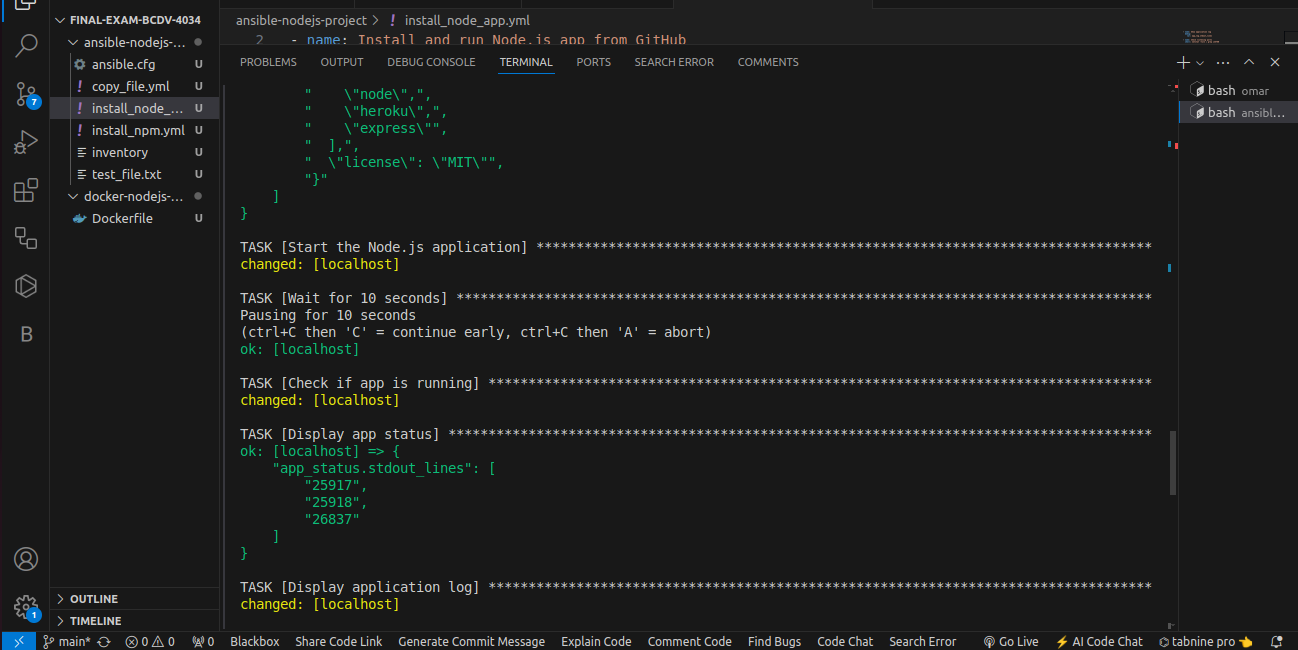 FINAL-EXAM-BCDV-4034
ansible-nodejs-...
ansible.cfg U
copy_file.yml U
! install_node_... U
! install_npm.yml U
inventory U
test_file.txt U
docker-nodejs-...
Dockerfile U
OUTLINE
TIMELINE
7
B
1
ansible-nodejs-project > ! install_node_app.yml
2 - name: Install and run Node.js app from GitHub
PROBLEMS OUTPUT DEBUG CONSOLE TERMINAL PORTS SEARCH ERROR COMMENTS
" \"node\",",
" \"heroku\",",
" \"express\"",
" ],",
" \"license\": \"MIT\"",
"}"
]
}
TASK [Start the Node.js application] *****************************************************************************
changed: [localhost]
TASK [Wait for 10 seconds] ***************************************************************************************
Pausing for 10 seconds
(ctrl+C then 'C' = continue early, ctrl+C then 'A' = abort)
ok: [localhost]
TASK [Check if app is running] ***********************************************************************************
changed: [localhost]
TASK [Display app status] ****************************************************************************************
ok: [localhost] => {
"app_status.stdout_lines": [
"25917",
"25918",
"26837"
]
}
TASK [Display application log] ***********************************************************************************
changed: [localhost]
bash omar
bash ansibl...
main* 0 0 0 Blackbox Share Code Link Generate Commit Message Explain Code Comment Code Find Bugs Code Chat Search Error Go Live AI Code Chat tabnine pro